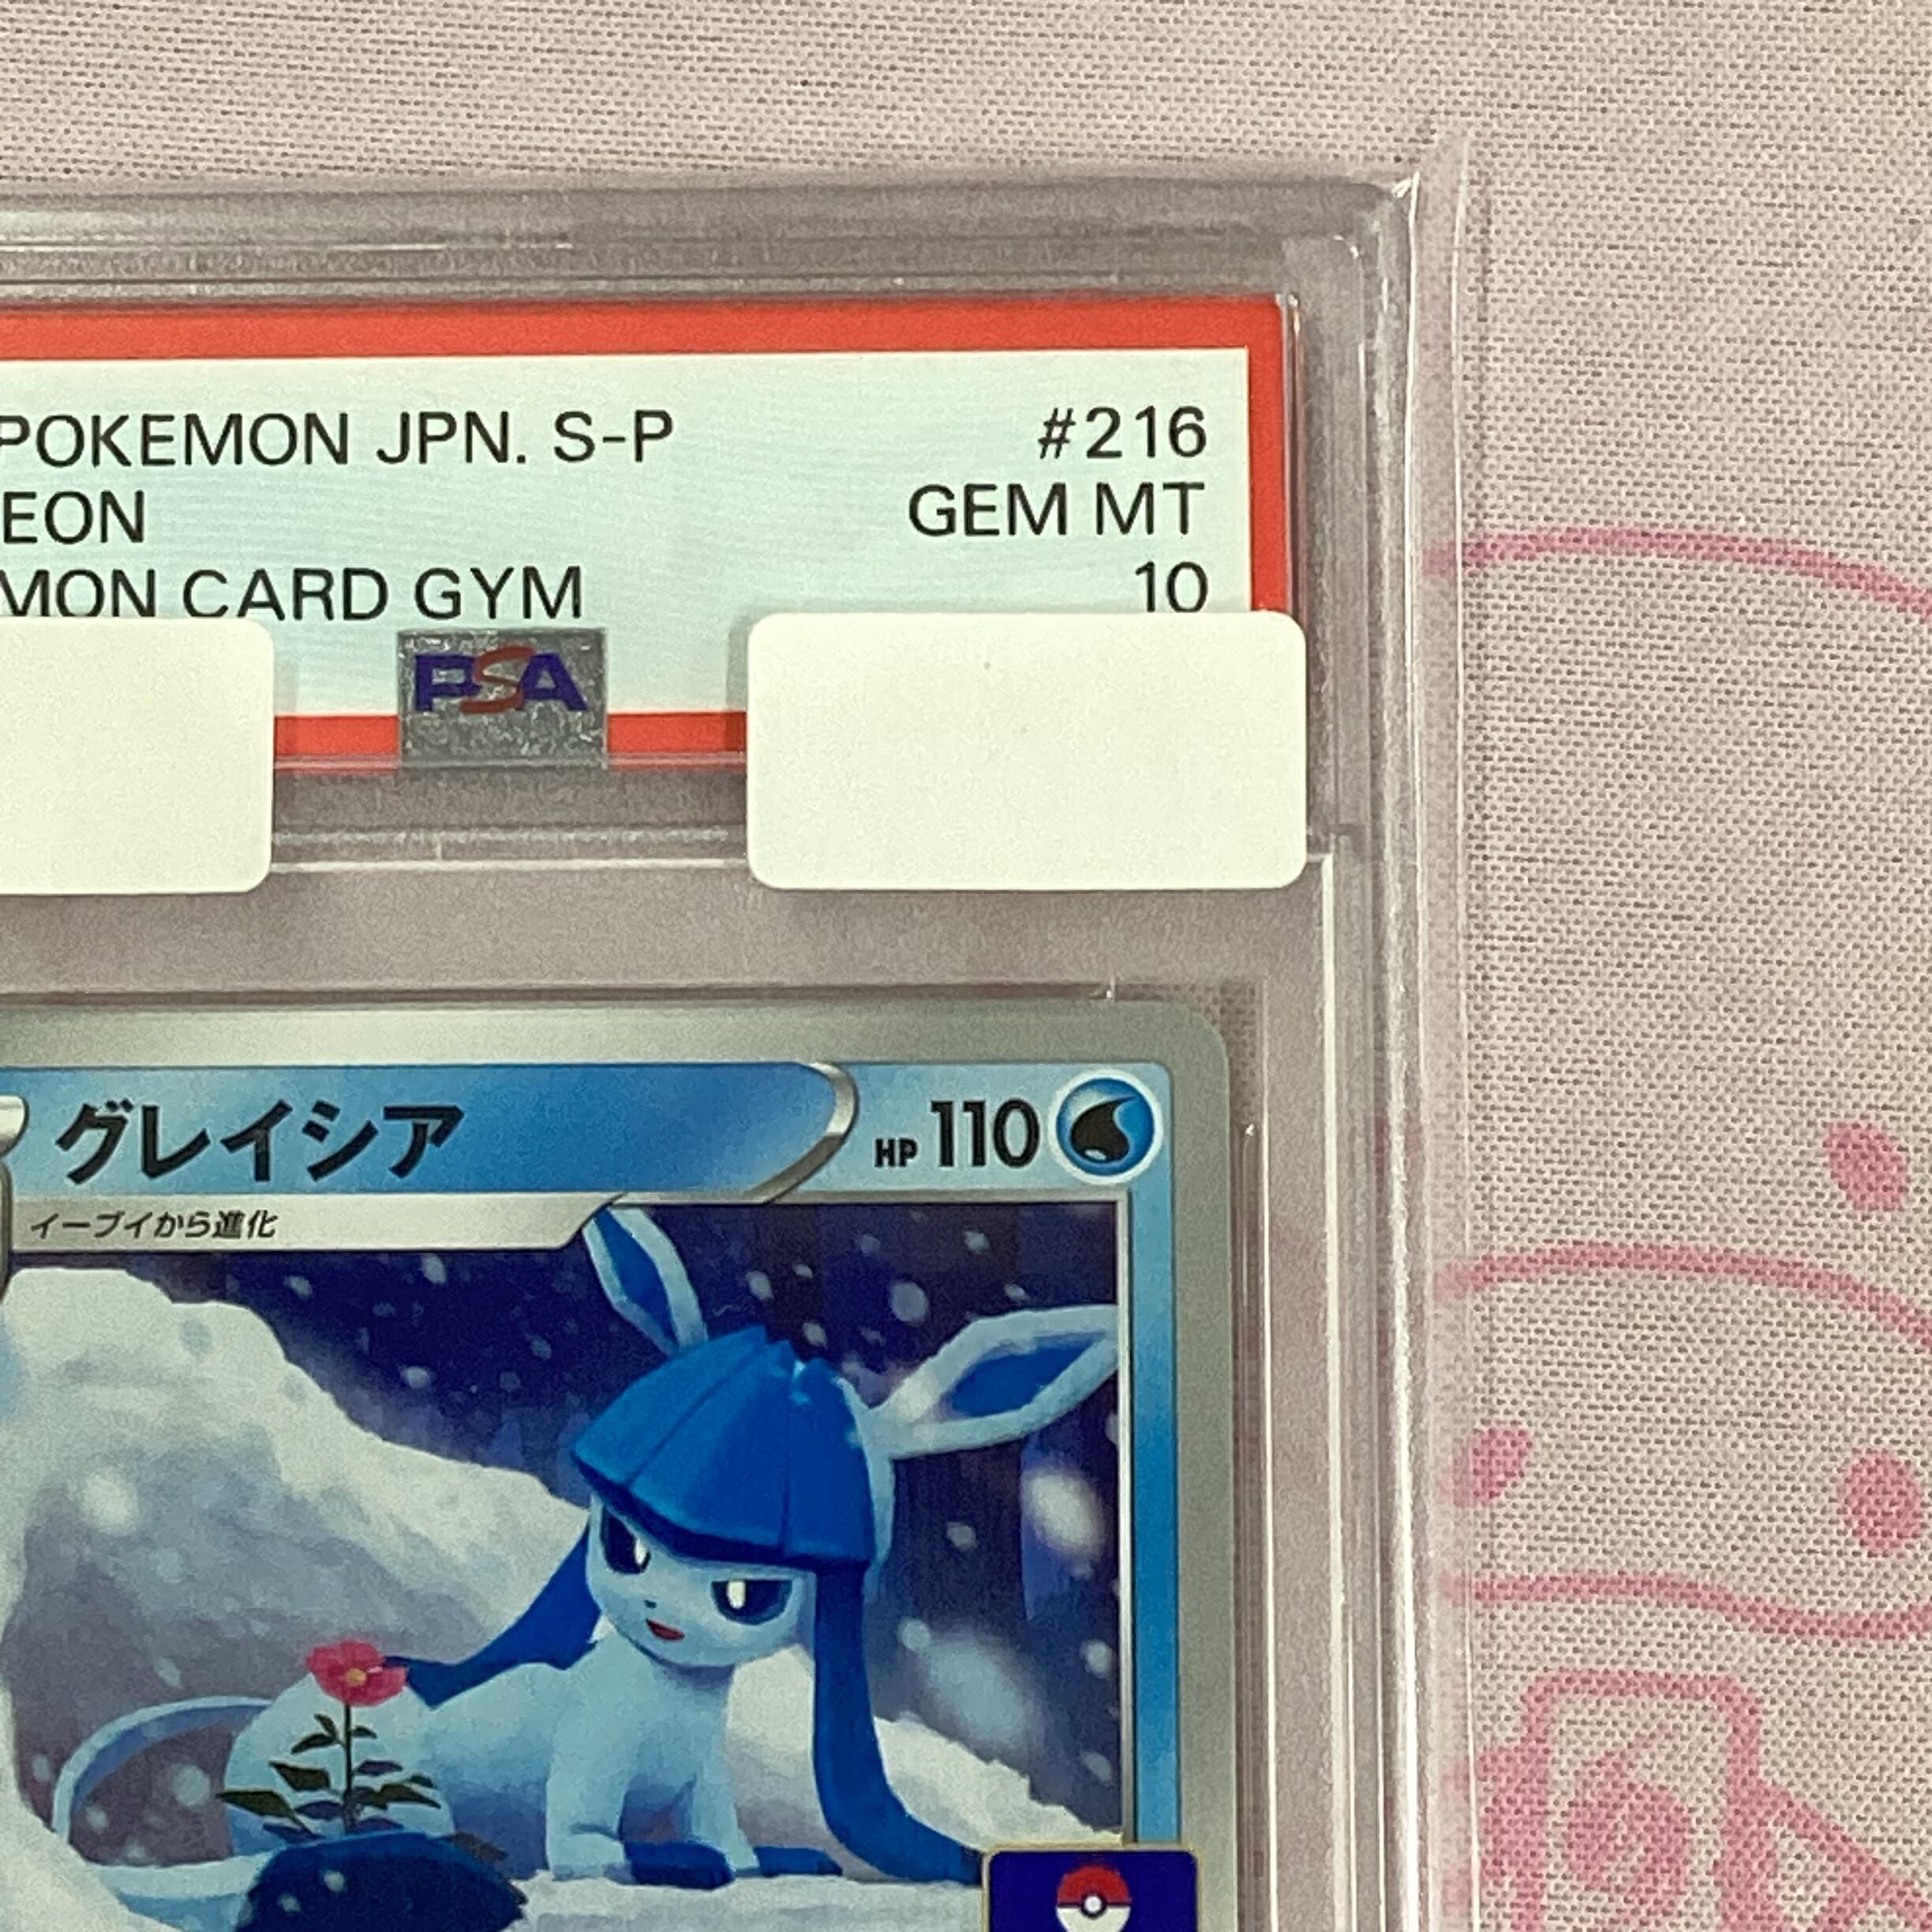 POKEMON JPN. S-P #216
EON GEM MT
MON CARD GYM 10
PSA
グレイシア HP 110
イーブイから進化